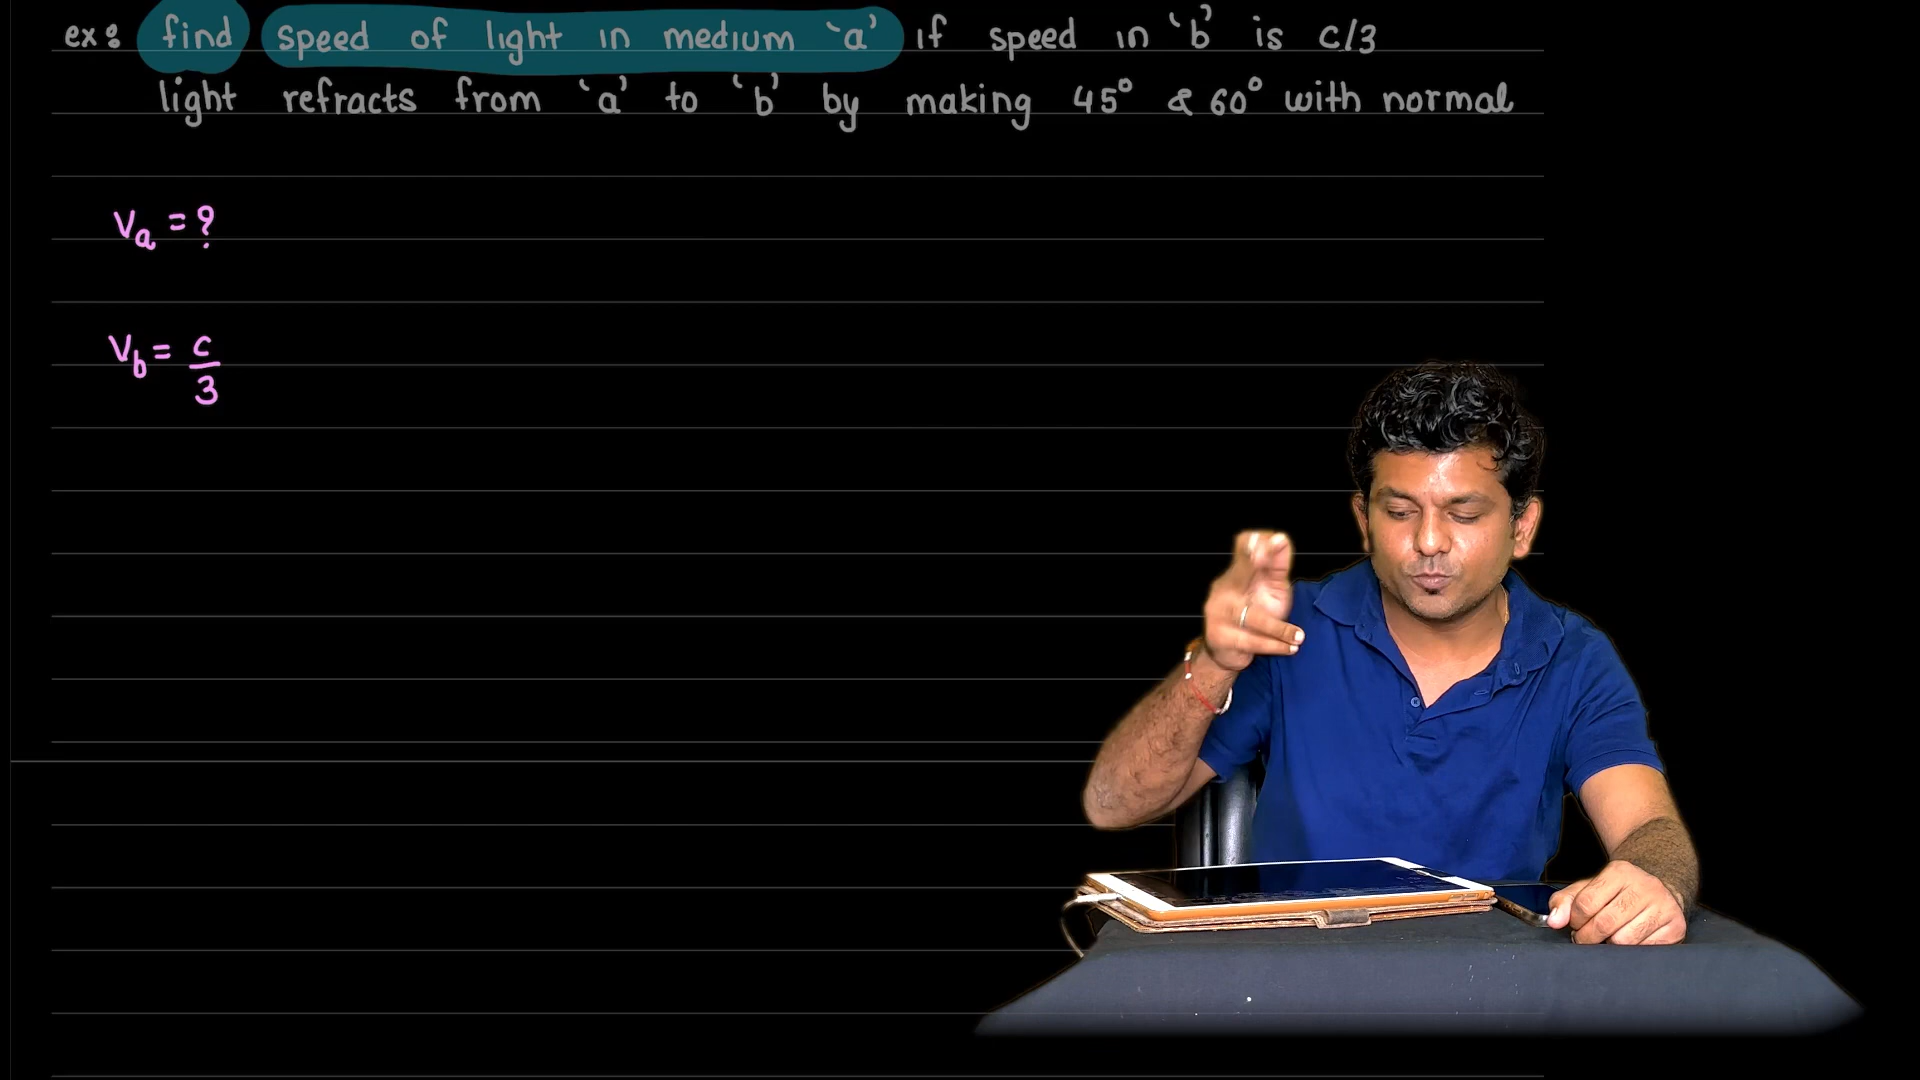 ex: find speed of light in medium 'a' if speed in 'b' is c/3
light refracts from 'a' to 'b' by making 45° & 60° with normal
Va = ?
Vb = c/3